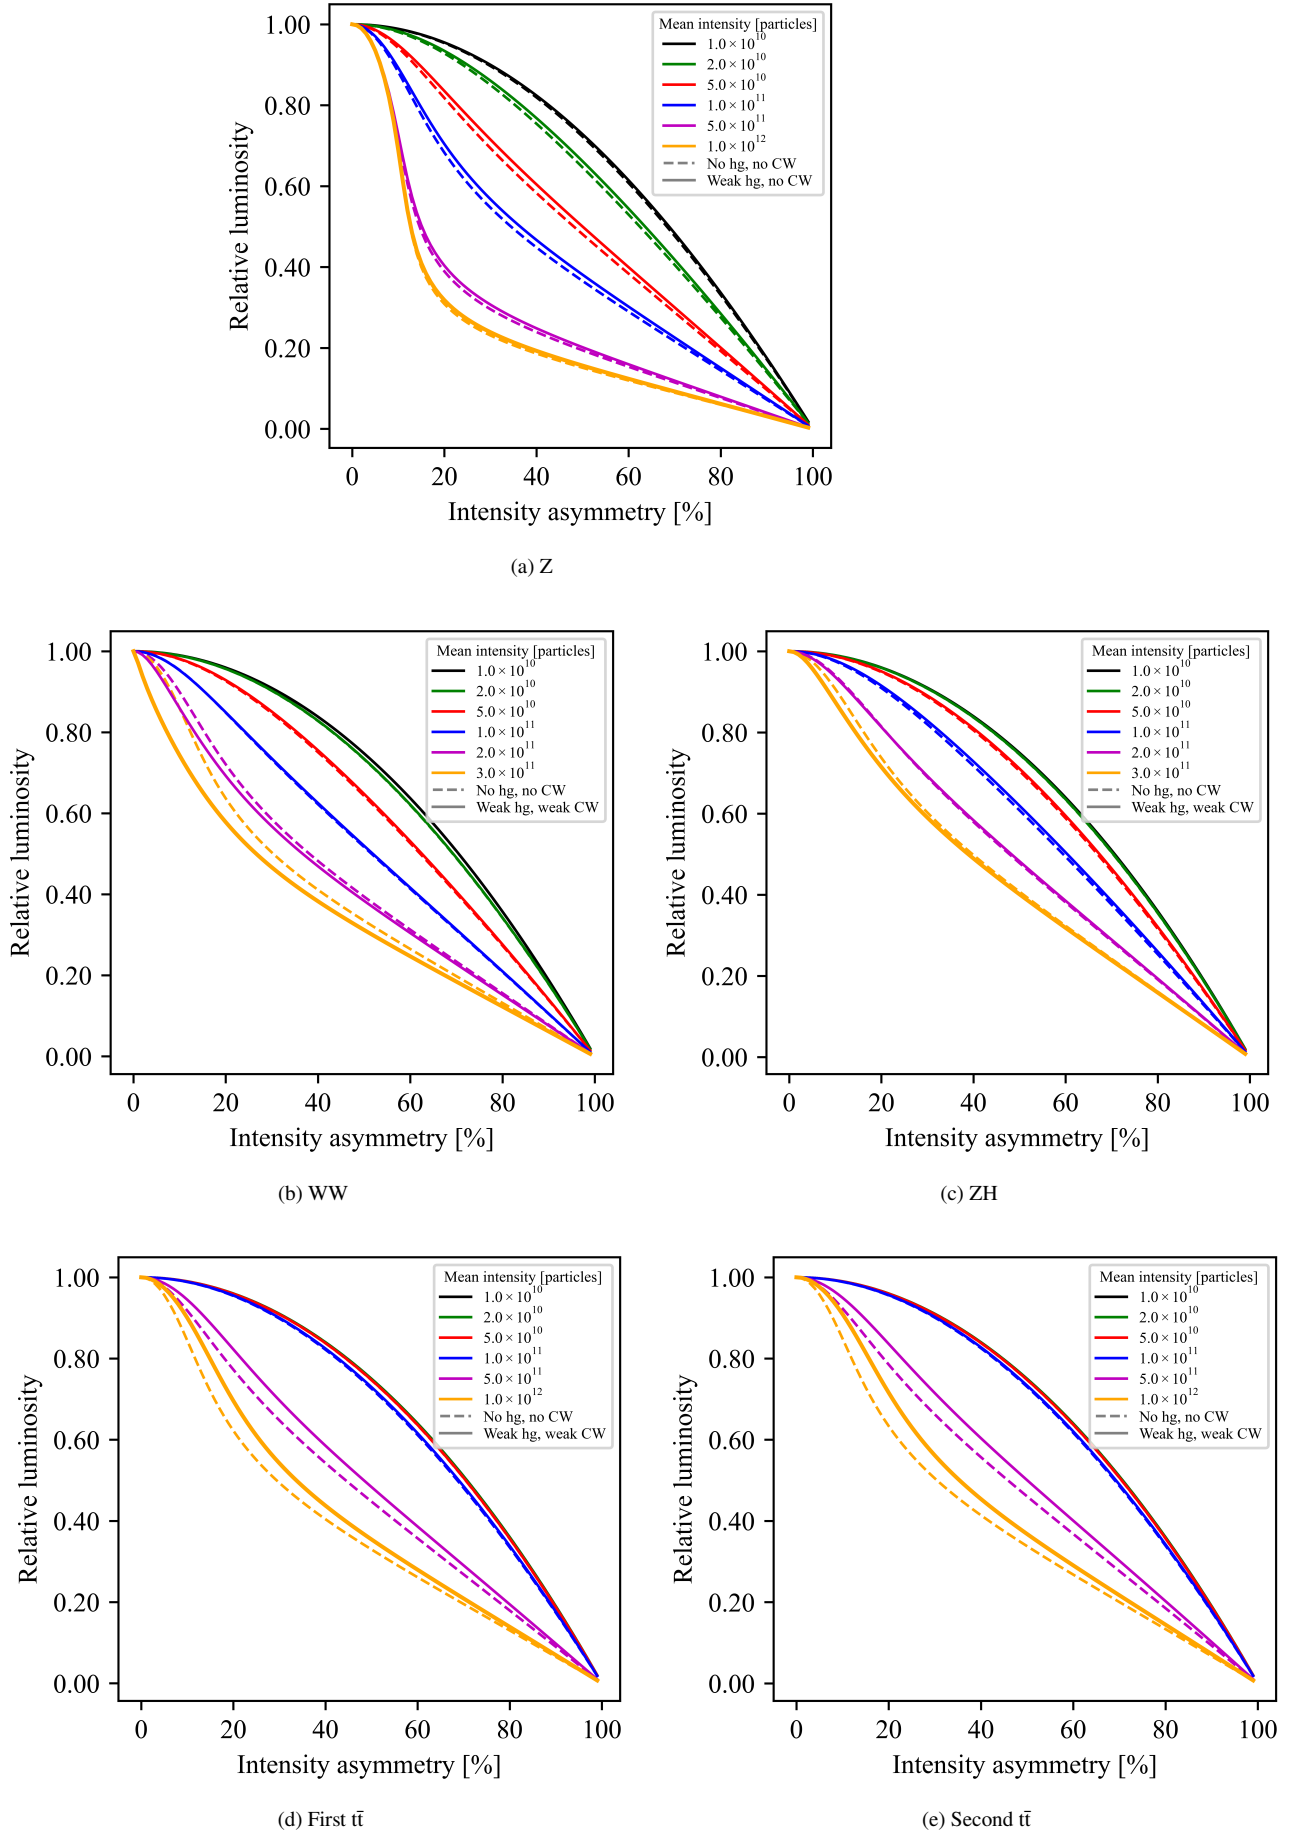 Mean intensity [particles]
1.0 × 10^10
2.0 × 10^10
5.0 × 10^10
1.0 × 10^11
5.0 × 10^11
1.0 × 10^12
No hg, no CW
Weak hg, no CW
1.00
0.80
0.60
0.40
0.20
0.00
Relative luminosity
0 20 40 60 80 100
Intensity asymmetry [%]
(a) Z
Mean intensity [particles]
1.0 × 10^10
2.0 × 10^10
5.0 × 10^10
1.0 × 10^11
2.0 × 10^11
3.0 × 10^11
No hg, no CW
Weak hg, weak CW
1.00
0.80
0.60
0.40
0.20
0.00
Relative luminosity
0 20 40 60 80 100
Intensity asymmetry [%]
(b) WW
Mean intensity [particles]
1.0 × 10^10
2.0 × 10^10
5.0 × 10^10
1.0 × 10^11
2.0 × 10^11
3.0 × 10^11
No hg, no CW
Weak hg, weak CW
1.00
0.80
0.60
0.40
0.20
0.00
Relative luminosity
0 20 40 60 80 100
Intensity asymmetry [%]
(c) ZH
Mean intensity [particles]
1.0 × 10^10
2.0 × 10^10
5.0 × 10^10
1.0 × 10^11
5.0 × 10^11
1.0 × 10^12
No hg, no CW
Weak hg, weak CW
1.00
0.80
0.60
0.40
0.20
0.00
Relative luminosity
0 20 40 60 80 100
Intensity asymmetry [%]
(d) First tt̄
Mean intensity [particles]
1.0 × 10^10
2.0 × 10^10
5.0 × 10^10
1.0 × 10^11
5.0 × 10^11
1.0 × 10^12
No hg, no CW
Weak hg, weak CW
1.00
0.80
0.60
0.40
0.20
0.00
Relative luminosity
0 20 40 60 80 100
Intensity asymmetry [%]
(e) Second tt̄